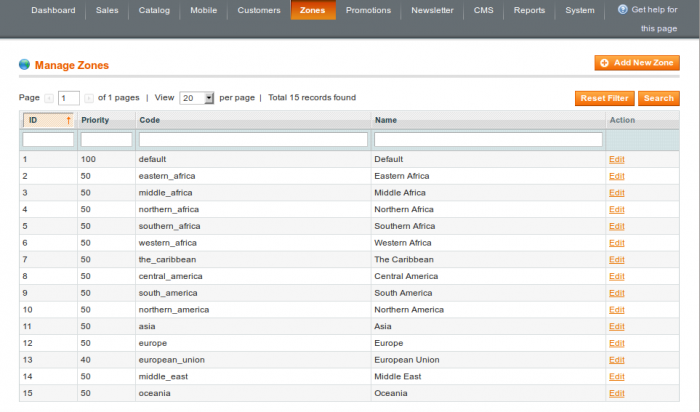 Dashboard Sales Catalog Mobile Customers Zones Promotions Newsletter CMS Reports System Get help for
this page
Manage Zones Add New Zone
Page 1 of 1 pages | View 20 per page | Total 15 records found Reset Filter Search
ID ↑ Priority Code Name Action
1 100 default Default Edit
2 50 eastern_africa Eastern Africa Edit
3 50 middle_africa Middle Africa Edit
4 50 northern_africa Northern Africa Edit
5 50 southern_africa Southern Africa Edit
6 50 western_africa Western Africa Edit
7 50 the_caribbean The Caribbean Edit
8 50 central_america Central America Edit
9 50 south_america South America Edit
10 50 northern_america Northern America Edit
11 50 asia Asia Edit
12 50 europe Europe Edit
13 40 european_union European Union Edit
14 50 middle_east Middle East Edit
15 50 oceania Oceania Edit